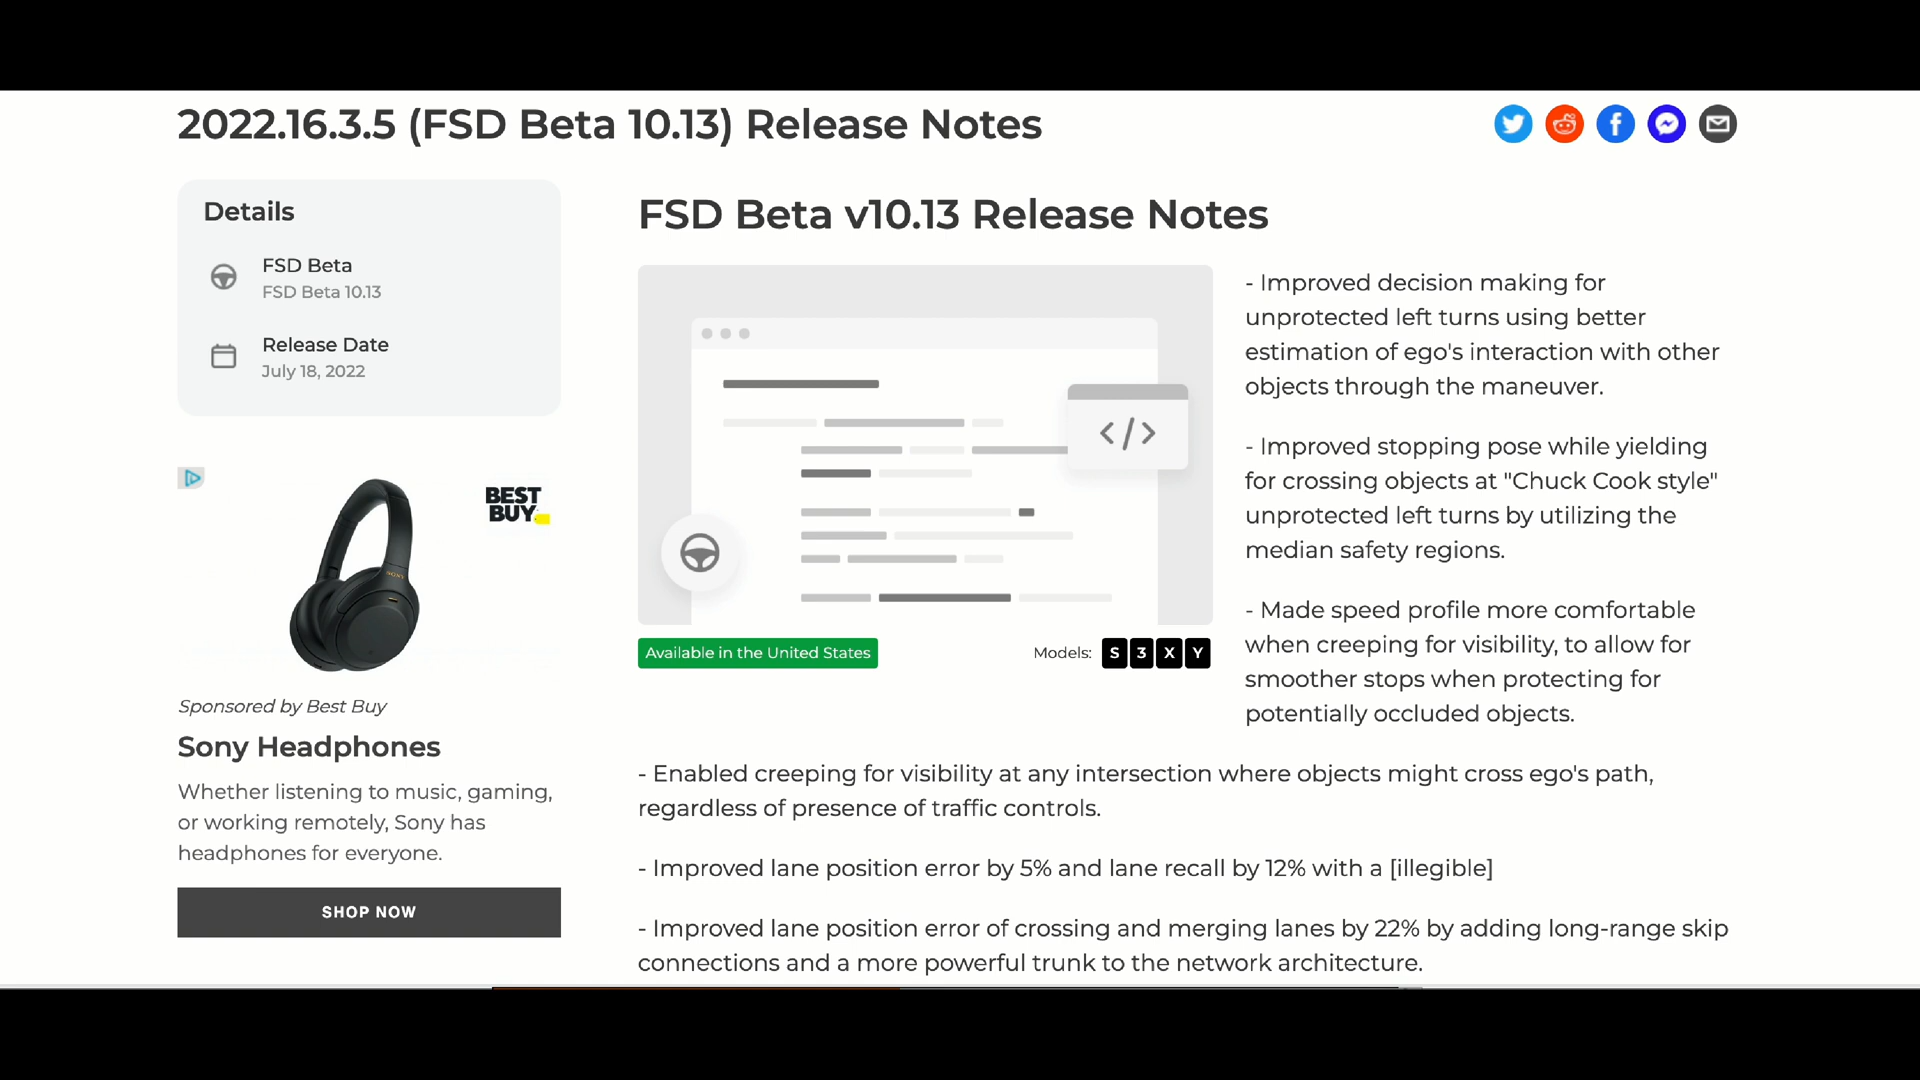 2022.16.3.5 (FSD Beta 10.13) Release Notes
Details
FSD Beta
FSD Beta 10.13
Release Date
July 18, 2022
BEST
BUY
SONY
Sponsored by Best Buy
Sony Headphones
Whether listening to music, gaming,
or working remotely, Sony has
headphones for everyone.
SHOP NOW
FSD Beta v10.13 Release Notes
</>
Available in the United States
Models: S 3 X Y
- Improved decision making for
unprotected left turns using better
estimation of ego's interaction with other
objects through the maneuver.
- Improved stopping pose while yielding
for crossing objects at "Chuck Cook style"
unprotected left turns by utilizing the
median safety regions.
- Made speed profile more comfortable
when creeping for visibility, to allow for
smoother stops when protecting for
potentially occluded objects.
- Enabled creeping for visibility at any intersection where objects might cross ego's path,
regardless of presence of traffic controls.
- Improved lane position error by 5% and lane recall by 12% with a [illegible]
- Improved lane position error of crossing and merging lanes by 22% by adding long-range skip
connections and a more powerful trunk to the network architecture.